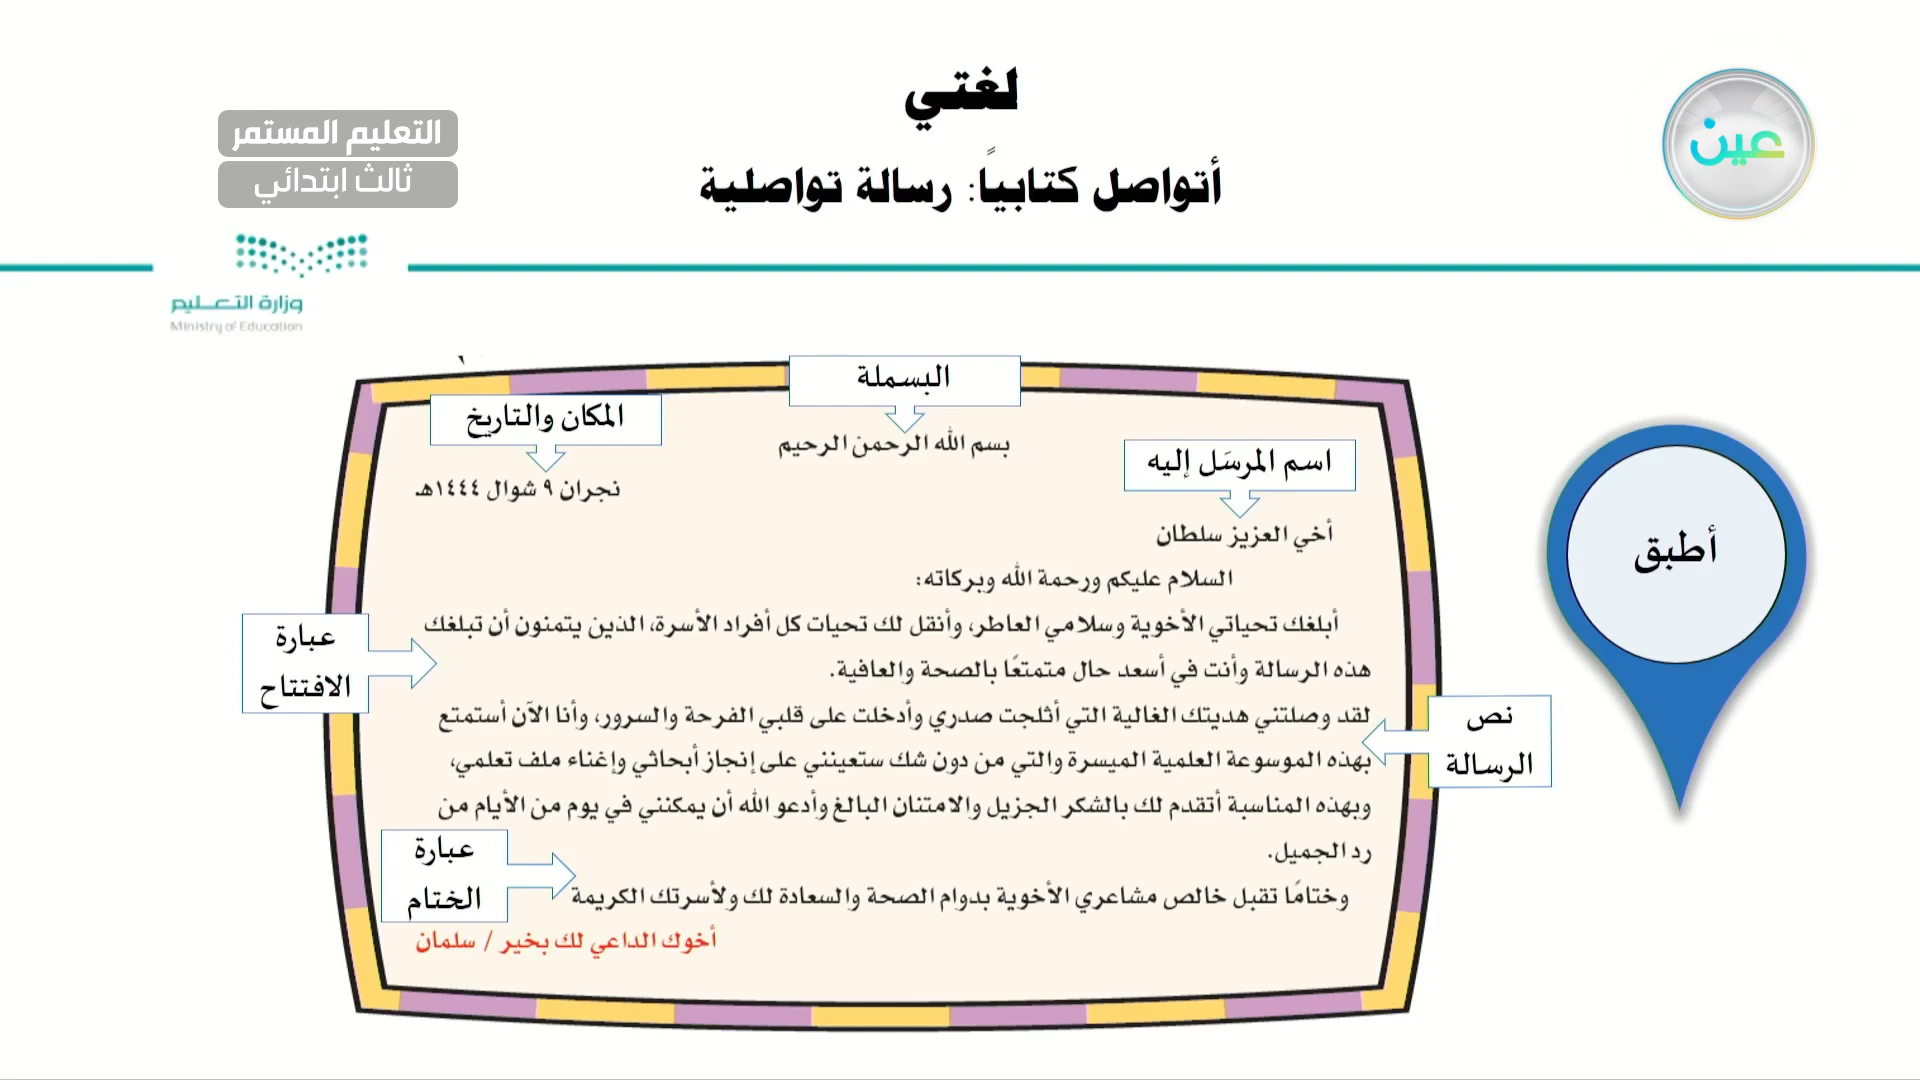 لغتي
أتواصل كتابياً: رسالة تواصلية
عين
التعليم المستمر
ثالث ابتدائي
وزارة التعليم
Ministry of Education
البسملة
بسم الله الرحمن الرحيم
المكان والتاريخ
نجران ٩ شوال ١٤٤٤هـ
اسم المرسَل إليه
أخي العزيز سلطان
السلام عليكم ورحمة الله وبركاته:
عبارة
الافتتاح
أبلغك تحياتي الأخوية وسلامي العاطر، وأنقل لك تحيات كل أفراد الأسرة، الذين يتمنون أن تبلغك
هذه الرسالة وأنت في أسعد حال متمتعًا بالصحة والعافية.
نص
الرسالة
لقد وصلتني هديتك الغالية التي أثلجت صدري وأدخلت على قلبي الفرحة والسرور، وأنا الآن أستمتع
بهذه الموسوعة العلمية الميسرة والتي من دون شك ستعينني على إنجاز أبحاثي وإغناء ملف تعلمي،
وبهذه المناسبة أتقدم لك بالشكر الجزيل والامتنان البالغ وأدعو الله أن يمكنني في يوم من الأيام من
رد الجميل.
عبارة
الختام
وختامًا تقبل خالص مشاعري الأخوية بدوام الصحة والسعادة لك ولأسرتك الكريمة
أخوك الداعي لك بخير / سلمان
أطبق